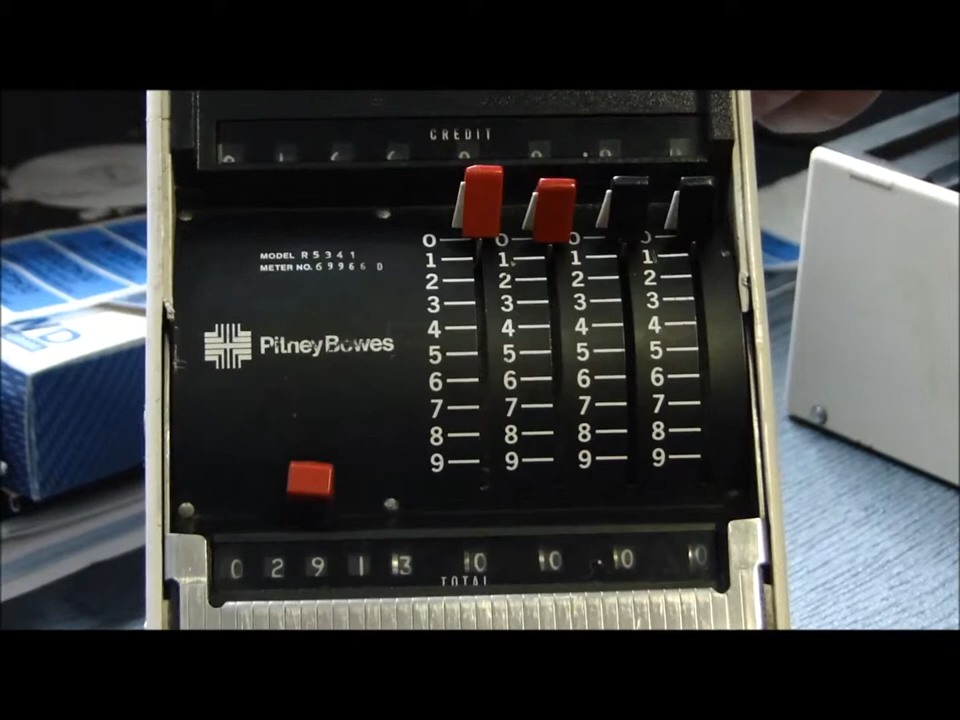 CREDIT
MODEL R5341
METER NO. 69966 D
PitneyBowes
0 0 0 0
1 1 1 1
2 2 2 2
3 3 3 3
4 4 4 4
5 5 5 5
6 6 6 6
7 7 7 7
8 8 8 8
9 9 9 9
0 2 9 1 3 0 0 0 0
TOTAL